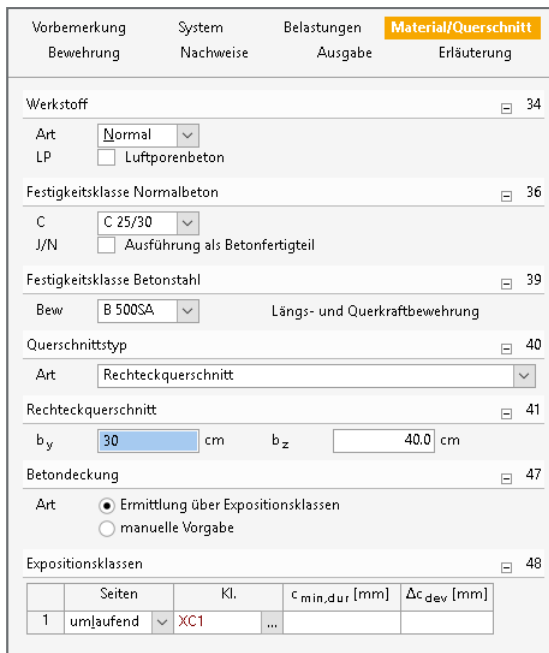 Vorbemerkung System Belastungen Material/Querschnitt
Bewehrung Nachweise Ausgabe Erläuterung
Werkstoff 34
Art Normal
LP Luftporenbeton
Festigkeitsklasse Normalbeton 36
C C 25/30
J/N Ausführung als Betonfertigteil
Festigkeitsklasse Betonstahl 39
Bew B 500SA Längs- und Querkraftbewehrung
Querschnittstyp 40
Art Rechteckquerschnitt
Rechteckquerschnitt 41
by 30 cm bz 40.0 cm
Betondeckung 47
Art Ermittlung über Expositionsklassen
manuelle Vorgabe
Expositionsklassen 48
Seiten Kl. cmin,dur [mm] Δcdev [mm]
1 umlaufend XC1 ...